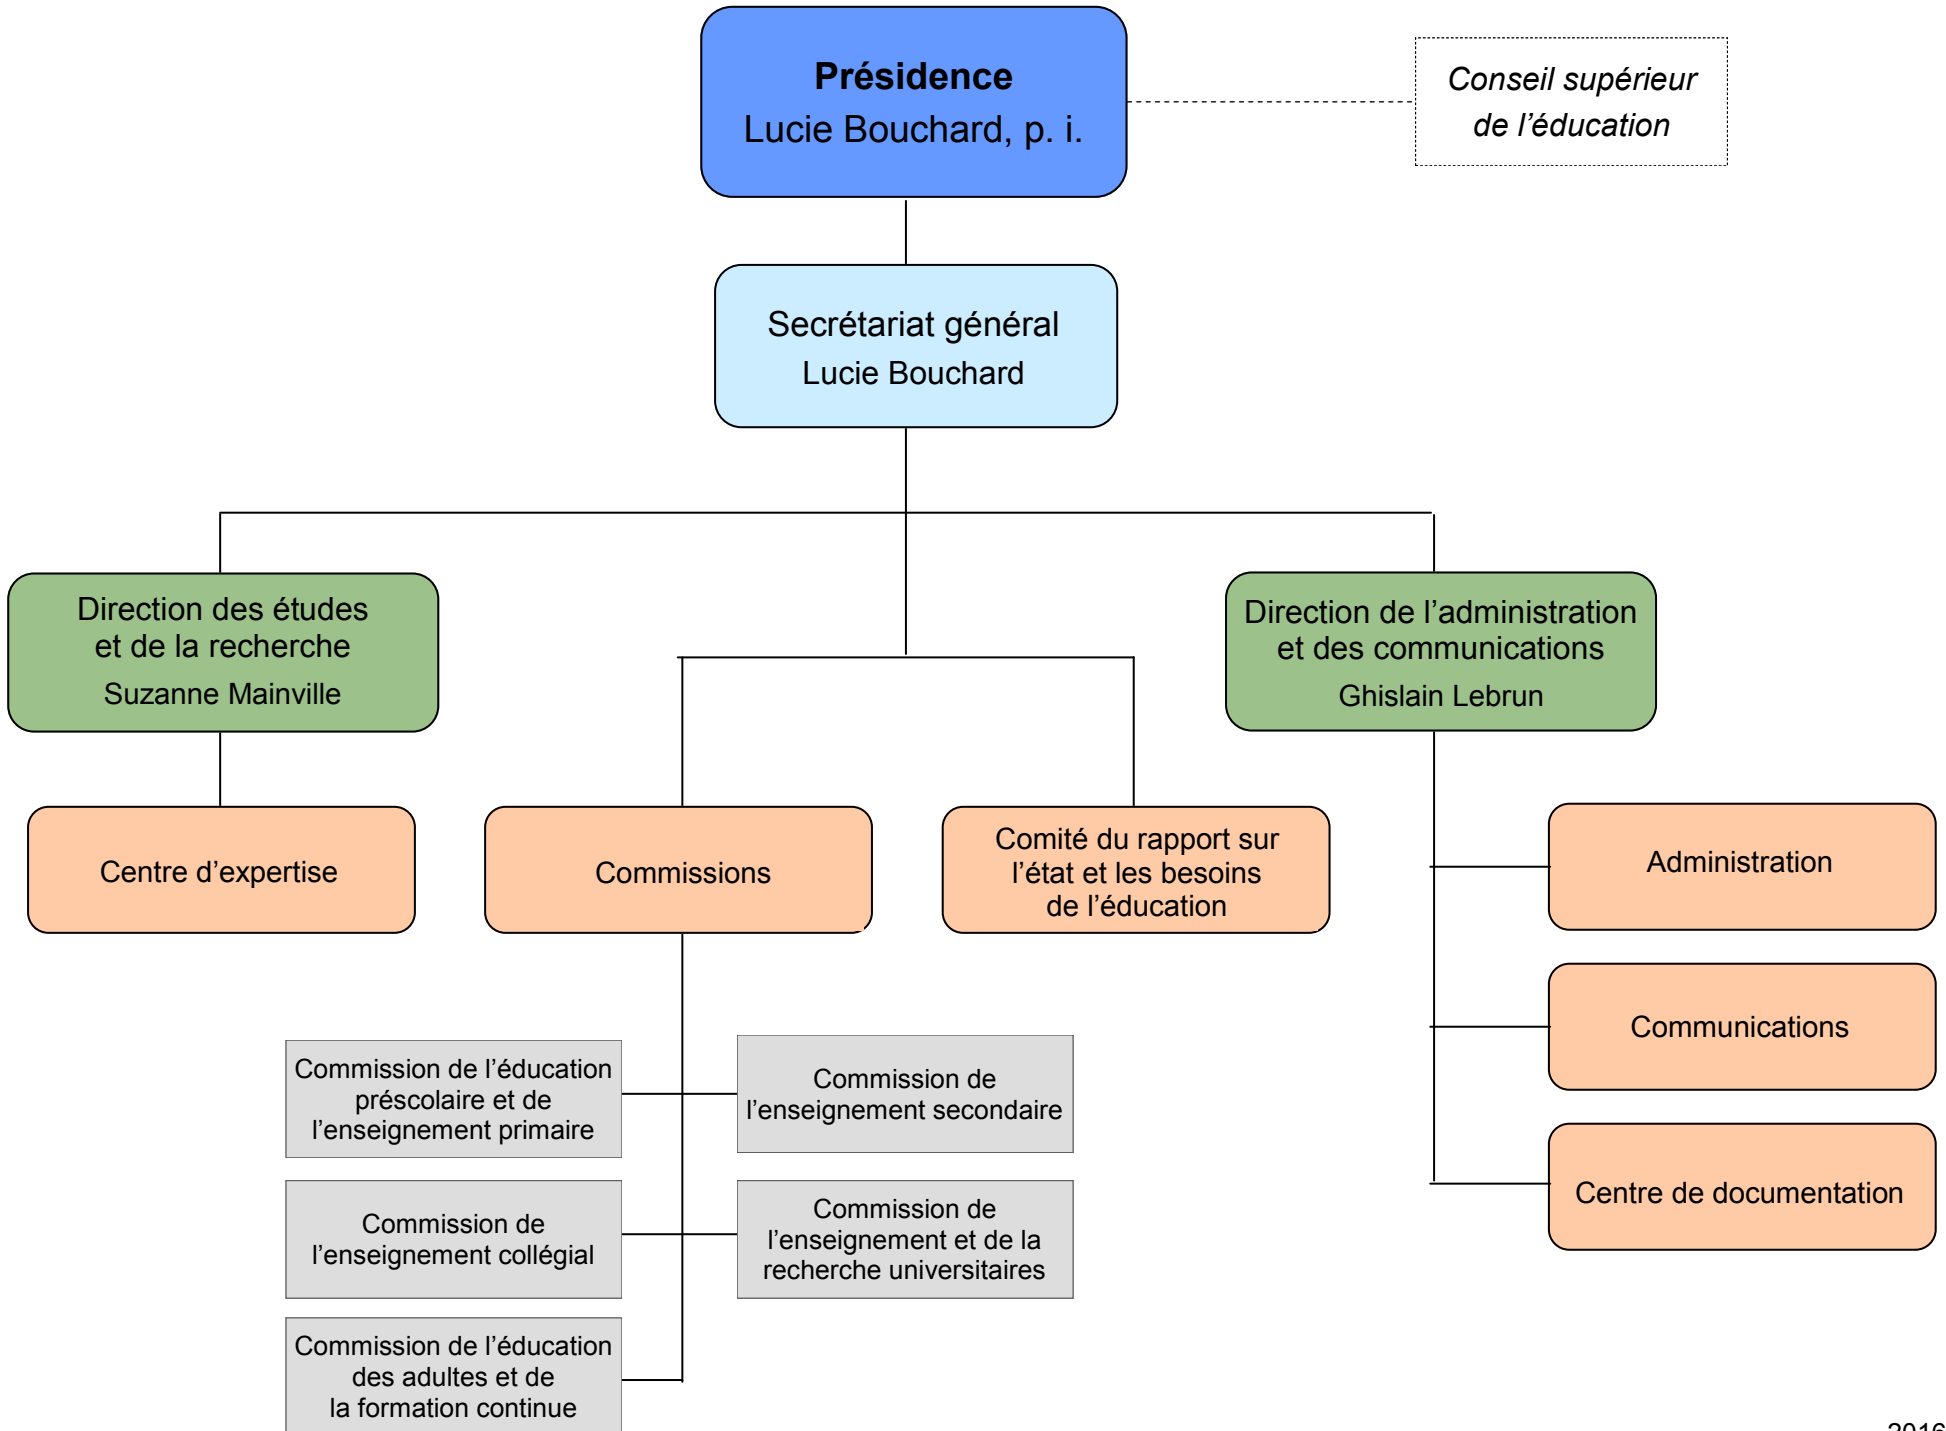 Présidence
Lucie Bouchard, p. i.
Conseil supérieur
de l’éducation
Secrétariat général
Lucie Bouchard
Direction des études
et de la recherche
Suzanne Mainville
Direction de l’administration
et des communications
Ghislain Lebrun
Centre d’expertise
Commissions
Comité du rapport sur
l’état et les besoins
de l’éducation
Administration
Communications
Centre de documentation
Commission de l’éducation
préscolaire et de
l’enseignement primaire
Commission de
l’enseignement secondaire
Commission de
l’enseignement collégial
Commission de
l’enseignement et de la
recherche universitaires
Commission de l’éducation
des adultes et de
la formation continue
2016